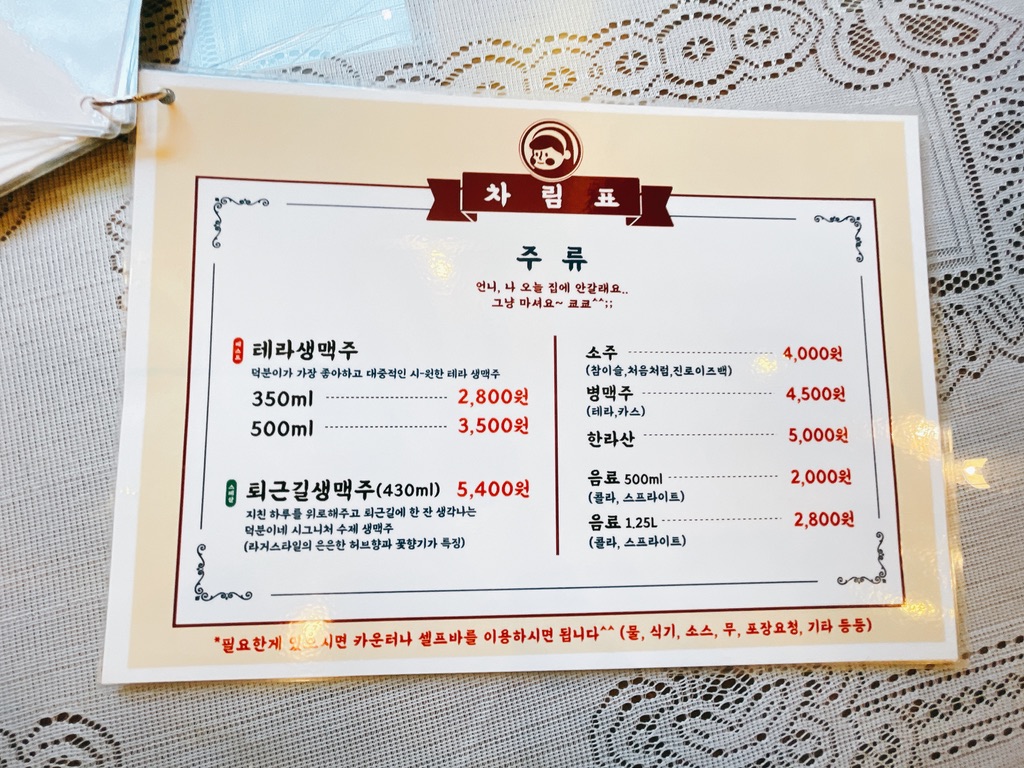 차림표
주류
언니, 나 오늘 집에 안갈래요..
그냥 마셔요~ 쿄쿄^^;;
베스트 테라생맥주
덕분이가 가장 좋아하고 대중적인 시-원한 테라 생맥주
350ml 2,800원
500ml 3,500원
스페셜 퇴근길생맥주(430ml) 5,400원
지친 하루를 위로해주고 퇴근길에 한 잔 생각나는
덕분이네 시그니처 수제 생맥주
(라거스타일의 은은한 허브향과 꽃향기가 특징)
소주 4,000원
(참이슬,처음처럼,진로이즈백)
병맥주 4,500원
(테라,카스)
한라산 5,000원
음료 500ml 2,000원
(콜라, 스프라이트)
음료 1.25L 2,800원
(콜라, 스프라이트)
*필요한게 있으시면 카운터나 셀프바를 이용하시면 됩니다^^ (물, 식기, 소스, 무, 포장요청, 기타 등등)